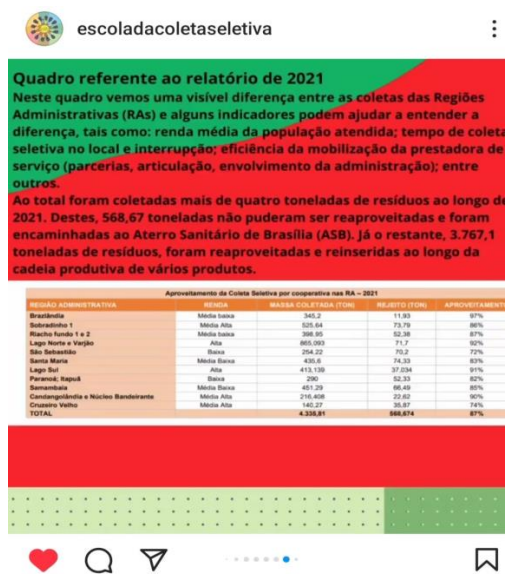 escoladacoletaseletiva
Quadro referente ao relatório de 2021
Neste quadro vemos uma visível diferença entre as coletas das Regiões
Administrativas (RAs) e alguns indicadores podem ajudar a entender a
diferença, tais como: renda média da população atendida; tempo de coleta
seletiva no local e interrupção; eficiência da mobilização da prestadora de
serviço (parcerias, articulação, envolvimento da administração); entre
outros.
Ao total foram coletadas mais de quatro toneladas de resíduos ao longo de
2021. Destes, 568,67 toneladas não puderam ser reaproveitadas e foram
encaminhadas ao Aterro Sanitário de Brasília (ASB). Já o restante, 3.767,1
toneladas de resíduos, foram reaproveitadas e reinseridas ao longo da
cadeia produtiva de vários produtos.
Aproveitamento da Coleta Seletiva por cooperativa nas RA – 2021
REGIÃO ADMINISTRATIVA RENDA MASSA COLETADA (TON) REJEITO (TON) APROVEITAMENTO
Brazlândia Média baixa 345,2 11,93 97%
Sobradinho 1 Média Alta 525,64 73,79 86%
Riacho fundo 1 e 2 Média baixa 398,95 52,38 87%
Lago Norte e Varjão Alta 865,093 71,7 92%
São Sebastião Baixa 254,22 70,2 72%
Santa Maria Média Baixa 435,6 74,33 83%
Lago Sul Alta 413,139 37,034 91%
Paranoé; Itapuã Baixa 290 52,33 82%
Samambaia Média Baixa 451,29 66,49 85%
Candangolândia e Núcleo Bandeirante Média Alta 216,408 22,62 90%
Cruzeiro Velho Média Alta 140,27 35,87 74%
TOTAL 4.335,81 568,674 87%